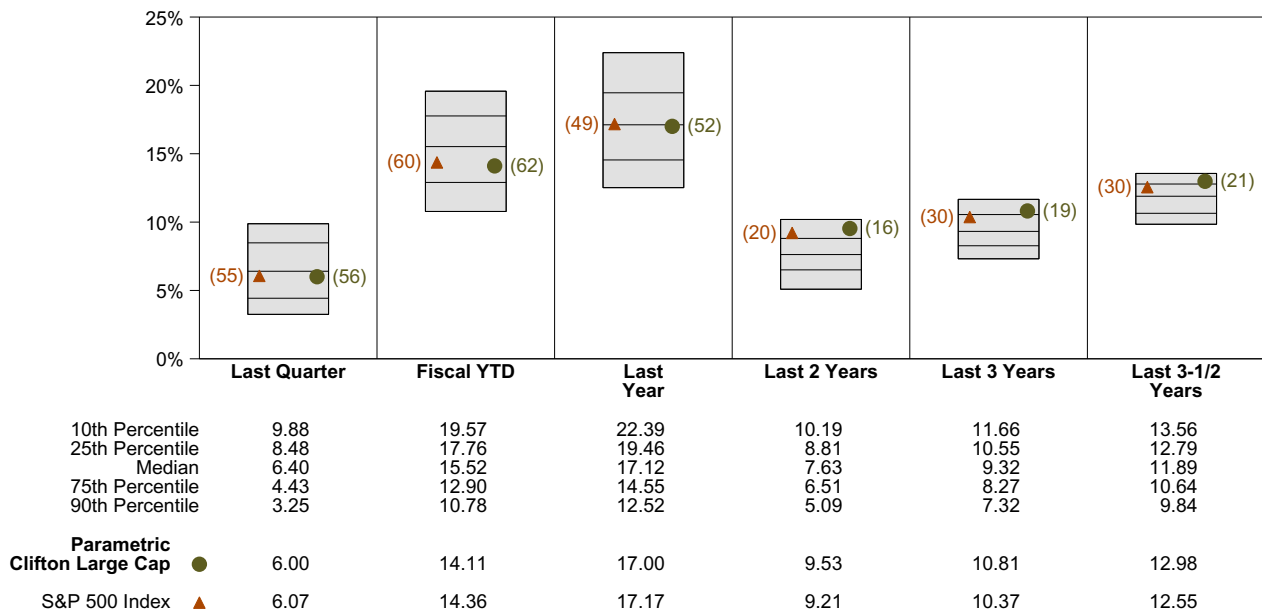 25%
20%
15%
10%
5%
0%
(55)
(56)
(60)
(62)
(49)
(52)
(20)
(16)
(30)
(19)
(30)
(21)
Last Quarter
Fiscal YTD
Last
Year
Last 2 Years
Last 3 Years
Last 3-1/2
Years
10th Percentile 9.88 19.57 22.39 10.19 11.66 13.56
25th Percentile 8.48 17.76 19.46 8.81 10.55 12.79
Median 6.40 15.52 17.12 7.63 9.32 11.89
75th Percentile 4.43 12.90 14.55 6.51 8.27 10.64
90th Percentile 3.25 10.78 12.52 5.09 7.32 9.84
Parametric
Clifton Large Cap 6.00 14.11 17.00 9.53 10.81 12.98
S&P 500 Index 6.07 14.36 17.17 9.21 10.37 12.55